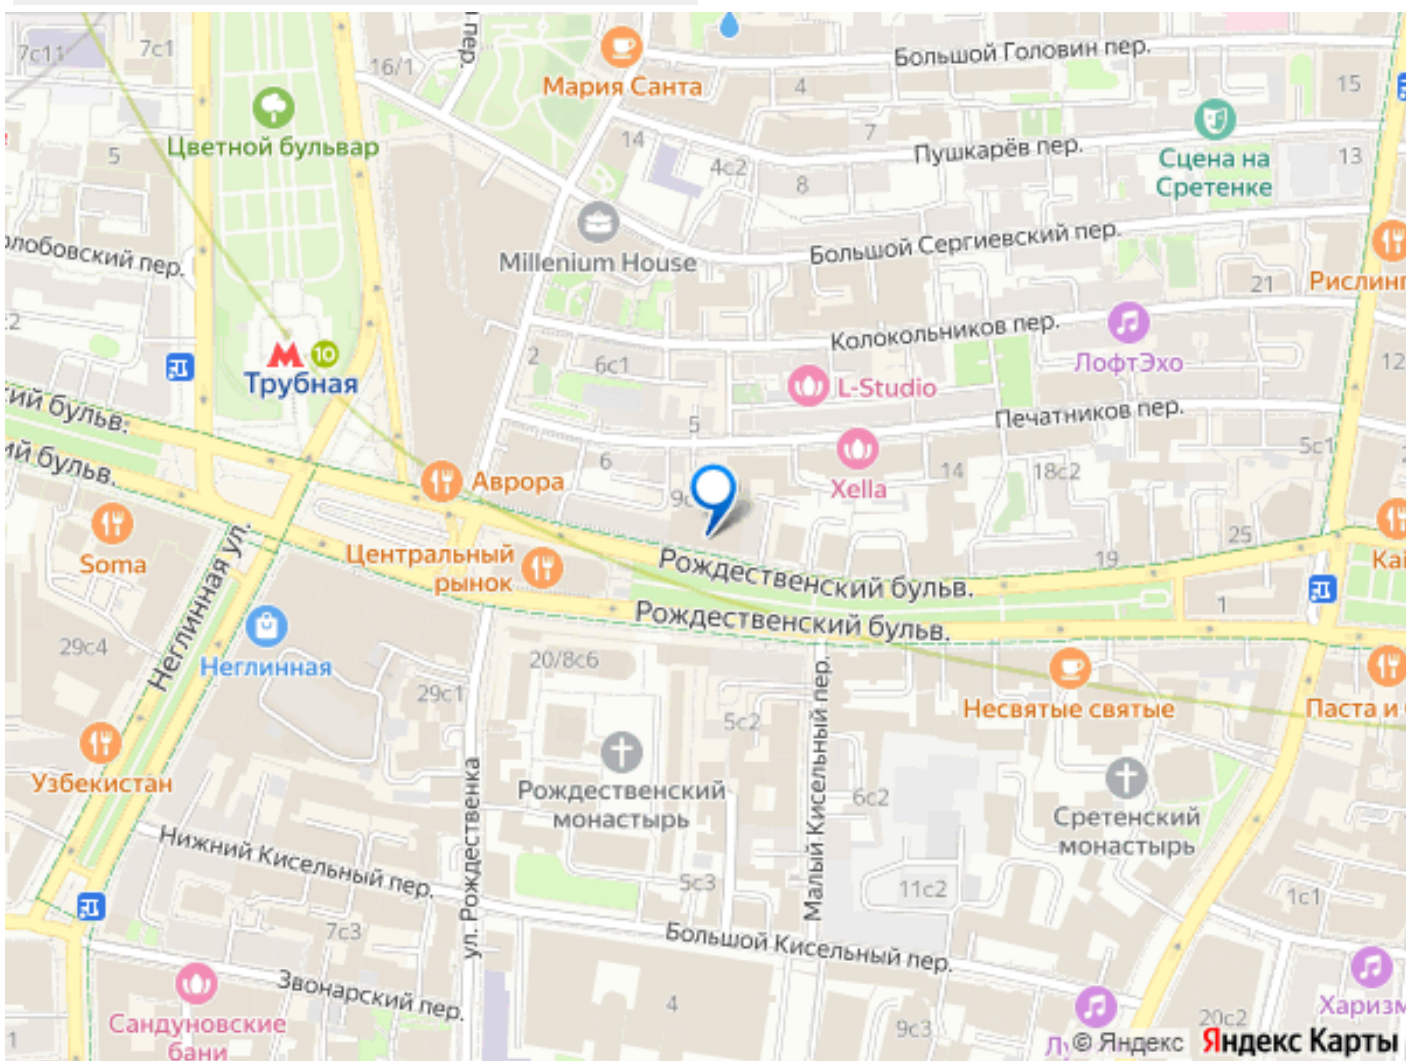 7с11
7с1
пер.
16/1
Мария Санта
Большой Головин пер.
4
15
Цветной бульвар
5
14
4с2
7
8
Пушкарёв пер.
Сцена на
Сретенке
13
Millenium House
Большой Сергиевский пер.
21
Рислинг
2
Трубная
10
2
6с1
Колокольников пер.
ЛофтЭхо
12
L-Studio
Печатников пер.
5
5с1
бульв.
бульв.
Аврора
6
Xella
14
18с2
25
19
Soma
Неглинная ул.
Центральный
рынок
Рождественский бульв.
Рождественский бульв.
1
29с4
Неглинная
20/8с6
29с1
5с2
Малый Кисельный пер.
Несвятые святые
Паста и
Узбекистан
ул. Рождественка
Рождественский
монастырь
6с2
Сретенский
монастырь
Нижний Кисельный пер.
5с3
11с2
1с1
7с3
Большой Кисельный пер.
Звонарский пер.
4
Сандуновские
бани
1
9с3
20с2
Харизм
© Яндекс Яндекс Карты